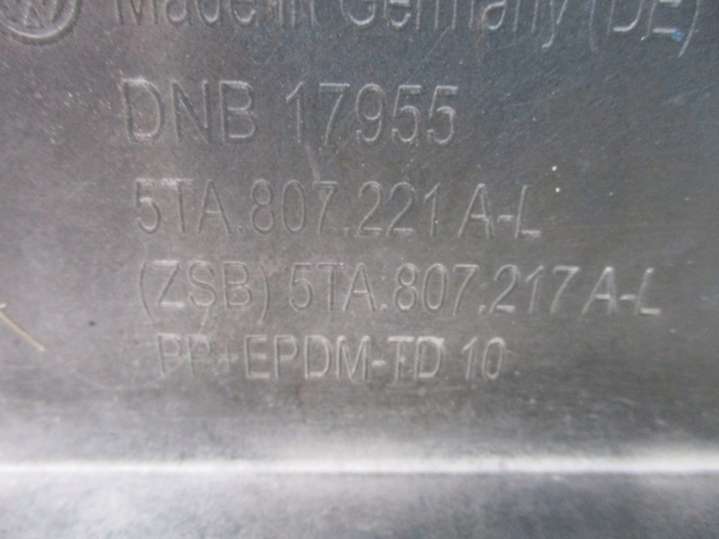 Made in Germany (DE)
DNB 17955
5TA.807.221 A-L
(ZSB) 5TA.807.217 A-L
PP+EPDM-TD 10